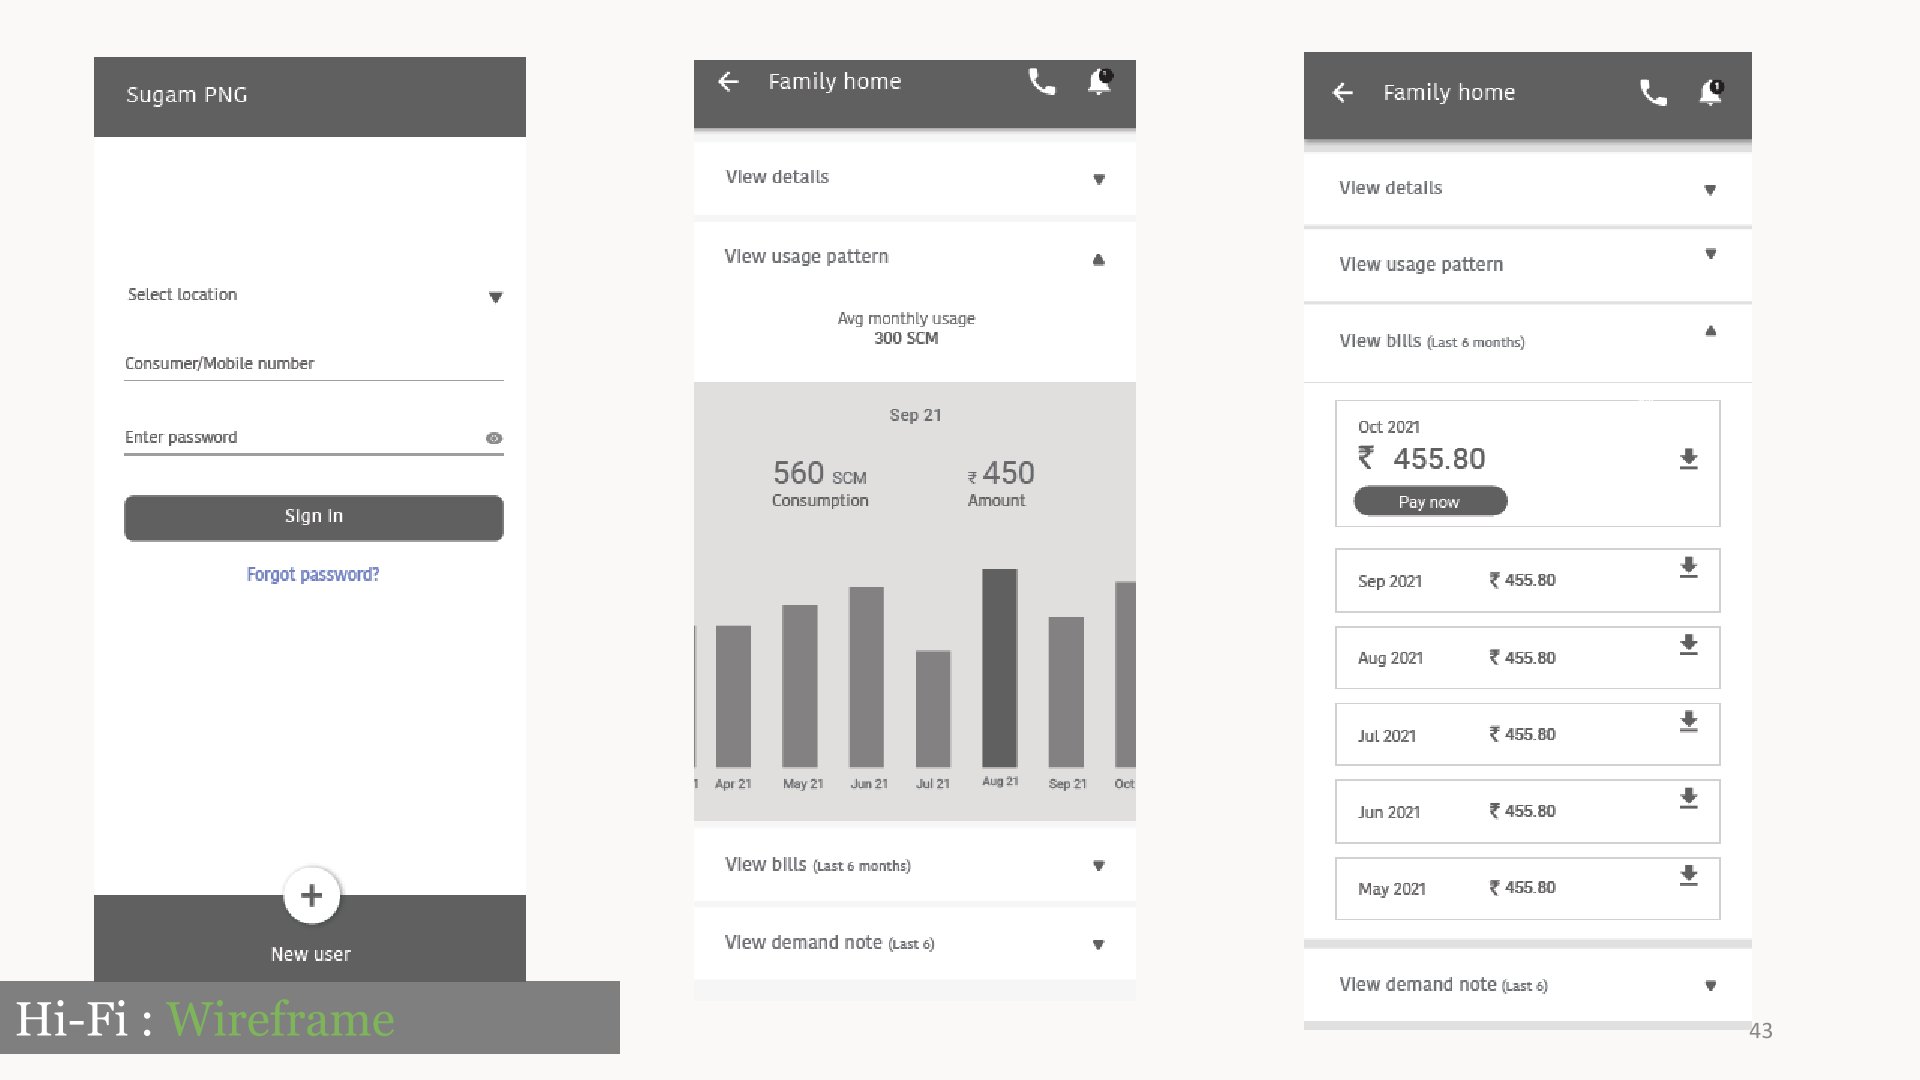 Sugam PNG
Select location
Consumer/Mobile number
Enter password
Sign in
Forgot password?
+
New user
Family home
View details
View usage pattern
Avg monthly usage
300 SCM
Sep 21
560 SCM ₹ 450
Consumption Amount
1 Apr 21 May 21 Jun 21 Jul 21 Aug 21 Sep 21 Oct
View bills (Last 6 months)
View demand note (Last 6)
Family home 1
View details
View usage pattern
View bills (Last 6 months)
Oct 2021
₹ 455.80
Pay now
Sep 2021 ₹ 455.80
Aug 2021 ₹ 455.80
Jul 2021 ₹ 455.80
Jun 2021 ₹ 455.80
May 2021 ₹ 455.80
View demand note (Last 6)
Hi-Fi : Wireframe
43